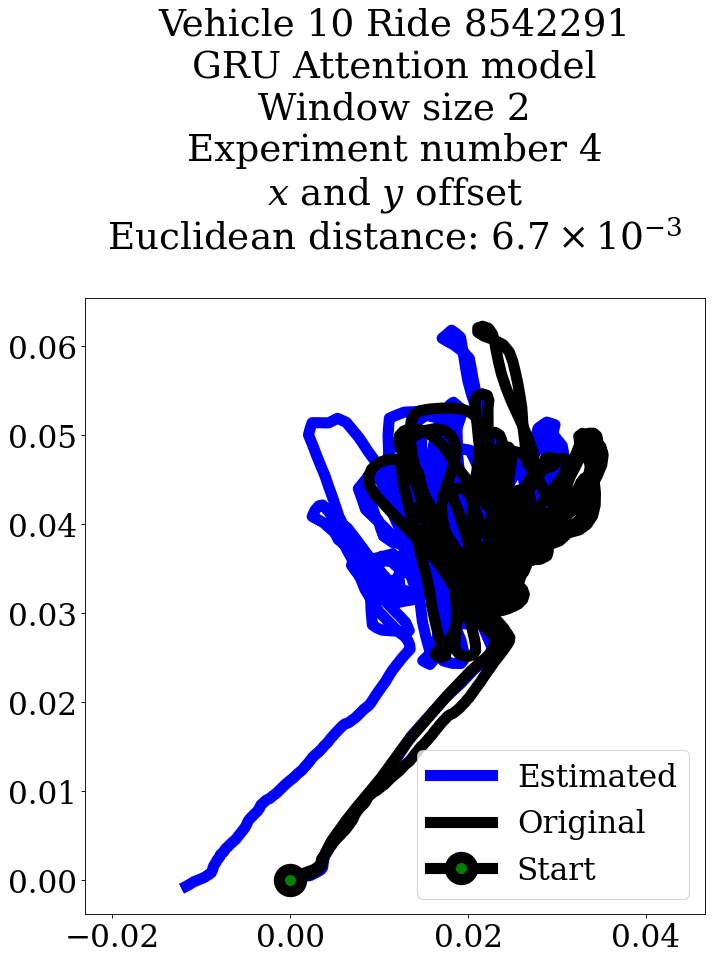 Vehicle 10 Ride 8542291
GRU Attention model
Window size 2
Experiment number 4
x and y offset
Euclidean distance: 6.7 × 10⁻³
0.06
0.05
0.04
0.03
0.02
0.01
0.00
Estimated
Original
Start
−0.02 0.00 0.02 0.04